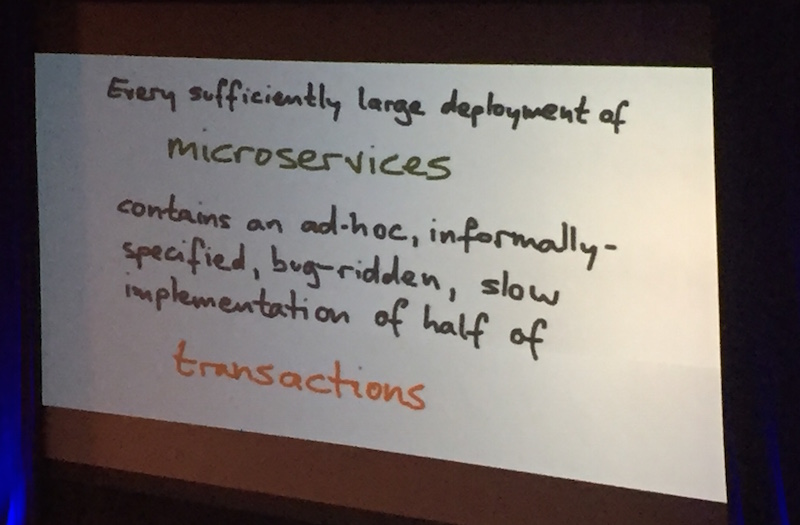 Every sufficiently large deployment of
microservices
contains an ad-hoc, informally-
specified, bug-ridden, slow
implementation of half of
transactions